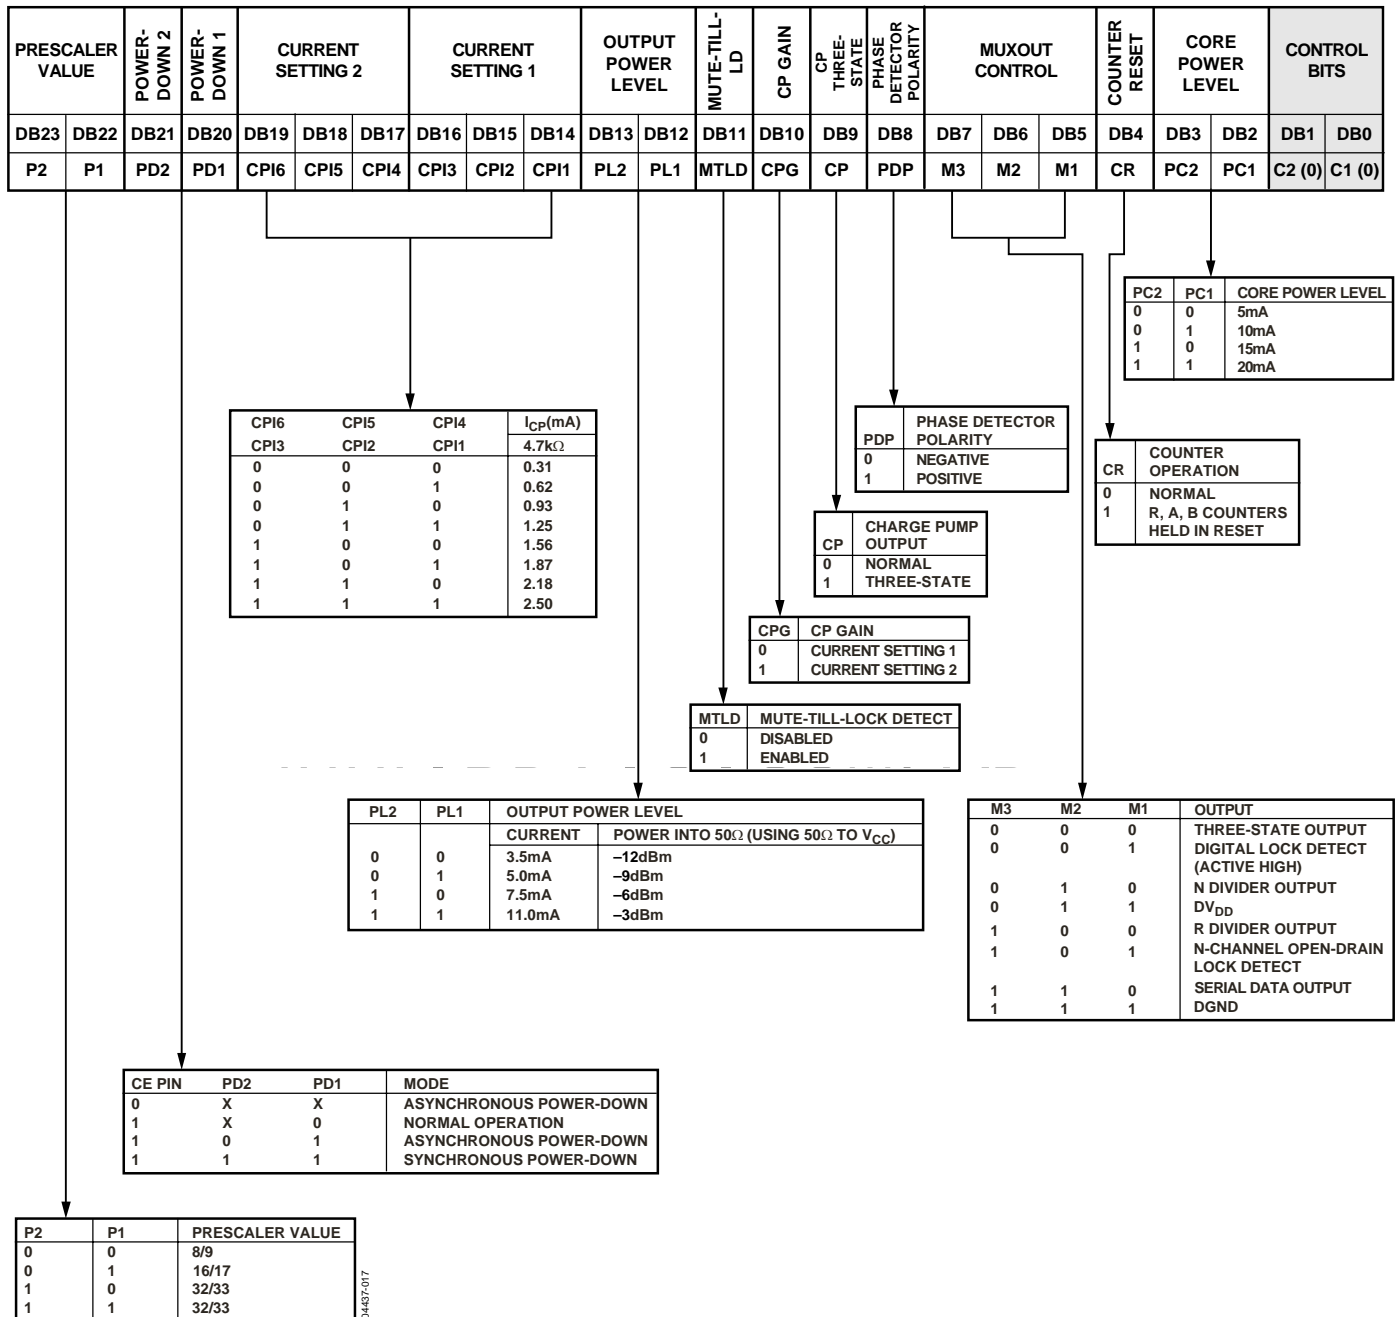 PRESCALER VALUE
POWER-DOWN 2
POWER-DOWN 1
CURRENT SETTING 2
CURRENT SETTING 1
OUTPUT POWER LEVEL
MUTE-TILL-LD
CP GAIN
CP THREE-STATE
PHASE DETECTOR POLARITY
MUXOUT CONTROL
COUNTER RESET
CORE POWER LEVEL
CONTROL BITS
DB23 DB22 DB21 DB20 DB19 DB18 DB17 DB16 DB15 DB14 DB13 DB12 DB11 DB10 DB9 DB8 DB7 DB6 DB5 DB4 DB3 DB2 DB1 DB0
P2 P1 PD2 PD1 CPI6 CPI5 CPI4 CPI3 CPI2 CPI1 PL2 PL1 MTLD CPG CP PDP M3 M2 M1 CR PC2 PC1 C2 (0) C1 (0)
PC2 PC1 CORE POWER LEVEL
0 0 5mA
0 1 10mA
1 0 15mA
1 1 20mA
CPI6 CPI5 CPI4 ICP(mA)
CPI3 CPI2 CPI1 4.7kΩ
0 0 0 0.31
0 0 1 0.62
0 1 0 0.93
0 1 1 1.25
1 0 0 1.56
1 0 1 1.87
1 1 0 2.18
1 1 1 2.50
PHASE DETECTOR
PDP POLARITY
0 NEGATIVE
1 POSITIVE
COUNTER
CR OPERATION
0 NORMAL
1 R, A, B COUNTERS
HELD IN RESET
CHARGE PUMP
CP OUTPUT
0 NORMAL
1 THREE-STATE
CPG CP GAIN
0 CURRENT SETTING 1
1 CURRENT SETTING 2
MTLD MUTE-TILL-LOCK DETECT
0 DISABLED
1 ENABLED
PL2 PL1 OUTPUT POWER LEVEL
CURRENT POWER INTO 50Ω (USING 50Ω TO VCC)
0 0 3.5mA –12dBm
0 1 5.0mA –9dBm
1 0 7.5mA –6dBm
1 1 11.0mA –3dBm
M3 M2 M1 OUTPUT
0 0 0 THREE-STATE OUTPUT
0 0 1 DIGITAL LOCK DETECT
(ACTIVE HIGH)
0 1 0 N DIVIDER OUTPUT
0 1 1 DVDD
1 0 0 R DIVIDER OUTPUT
1 0 1 N-CHANNEL OPEN-DRAIN
LOCK DETECT
1 1 0 SERIAL DATA OUTPUT
1 1 1 DGND
CE PIN PD2 PD1 MODE
0 X X ASYNCHRONOUS POWER-DOWN
1 X 0 NORMAL OPERATION
1 0 1 ASYNCHRONOUS POWER-DOWN
1 1 1 SYNCHRONOUS POWER-DOWN
P2 P1 PRESCALER VALUE
0 0 8/9
0 1 16/17
1 0 32/33
1 1 32/33
04437-017